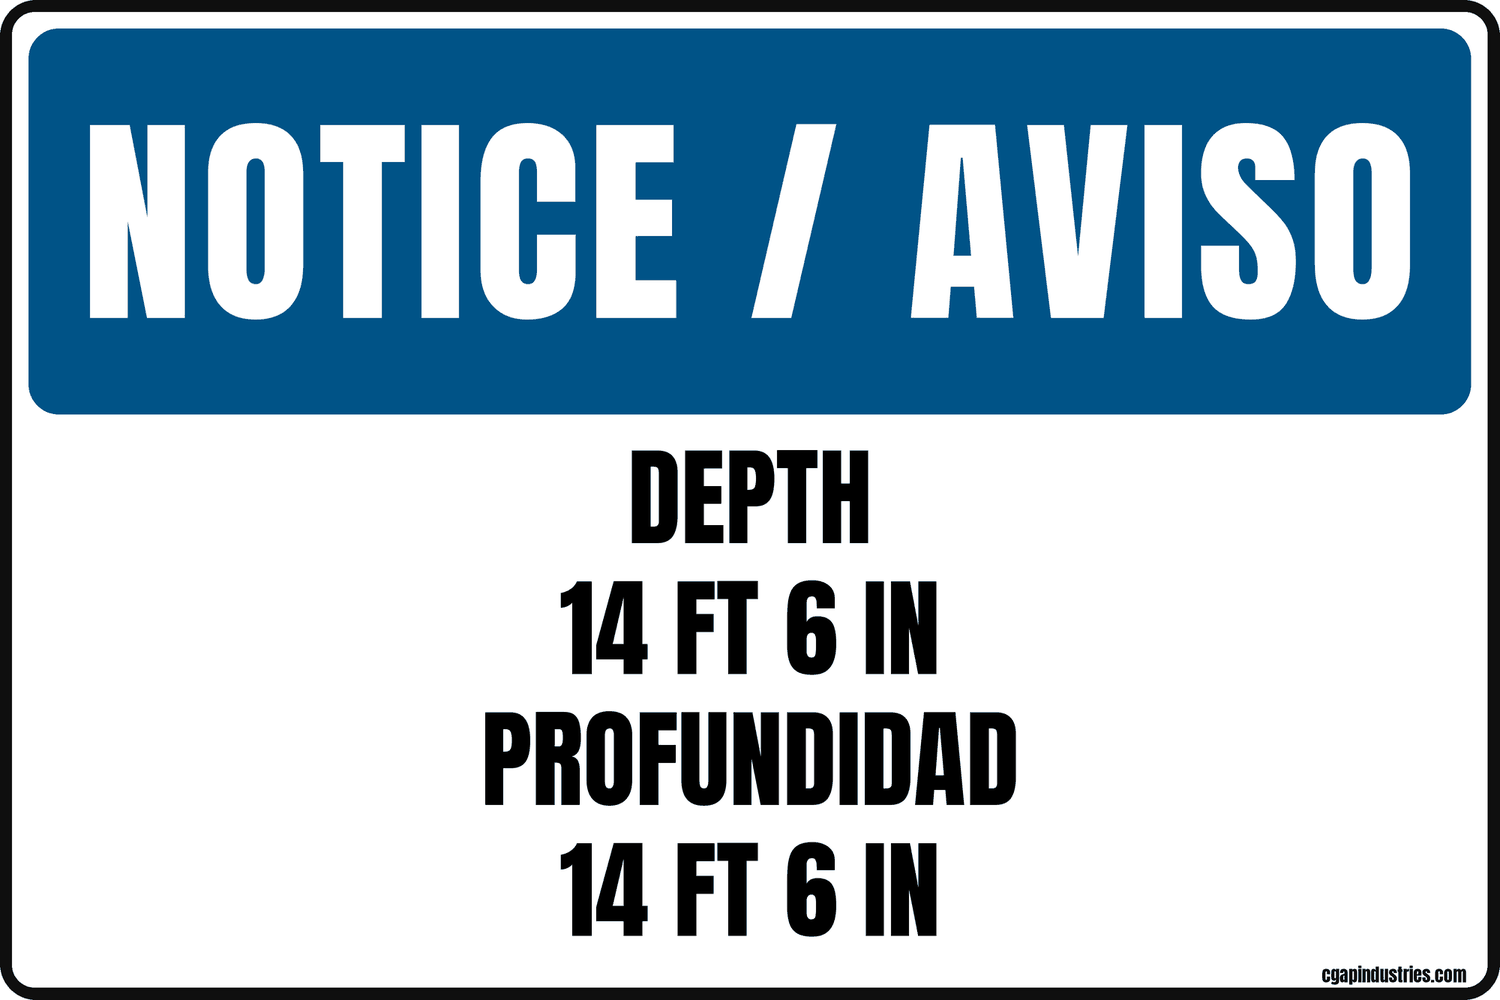 NOTICE / AVISO
DEPTH
14 FT 6 IN
PROFUNDIDAD
14 FT 6 IN
cgapindustries.com